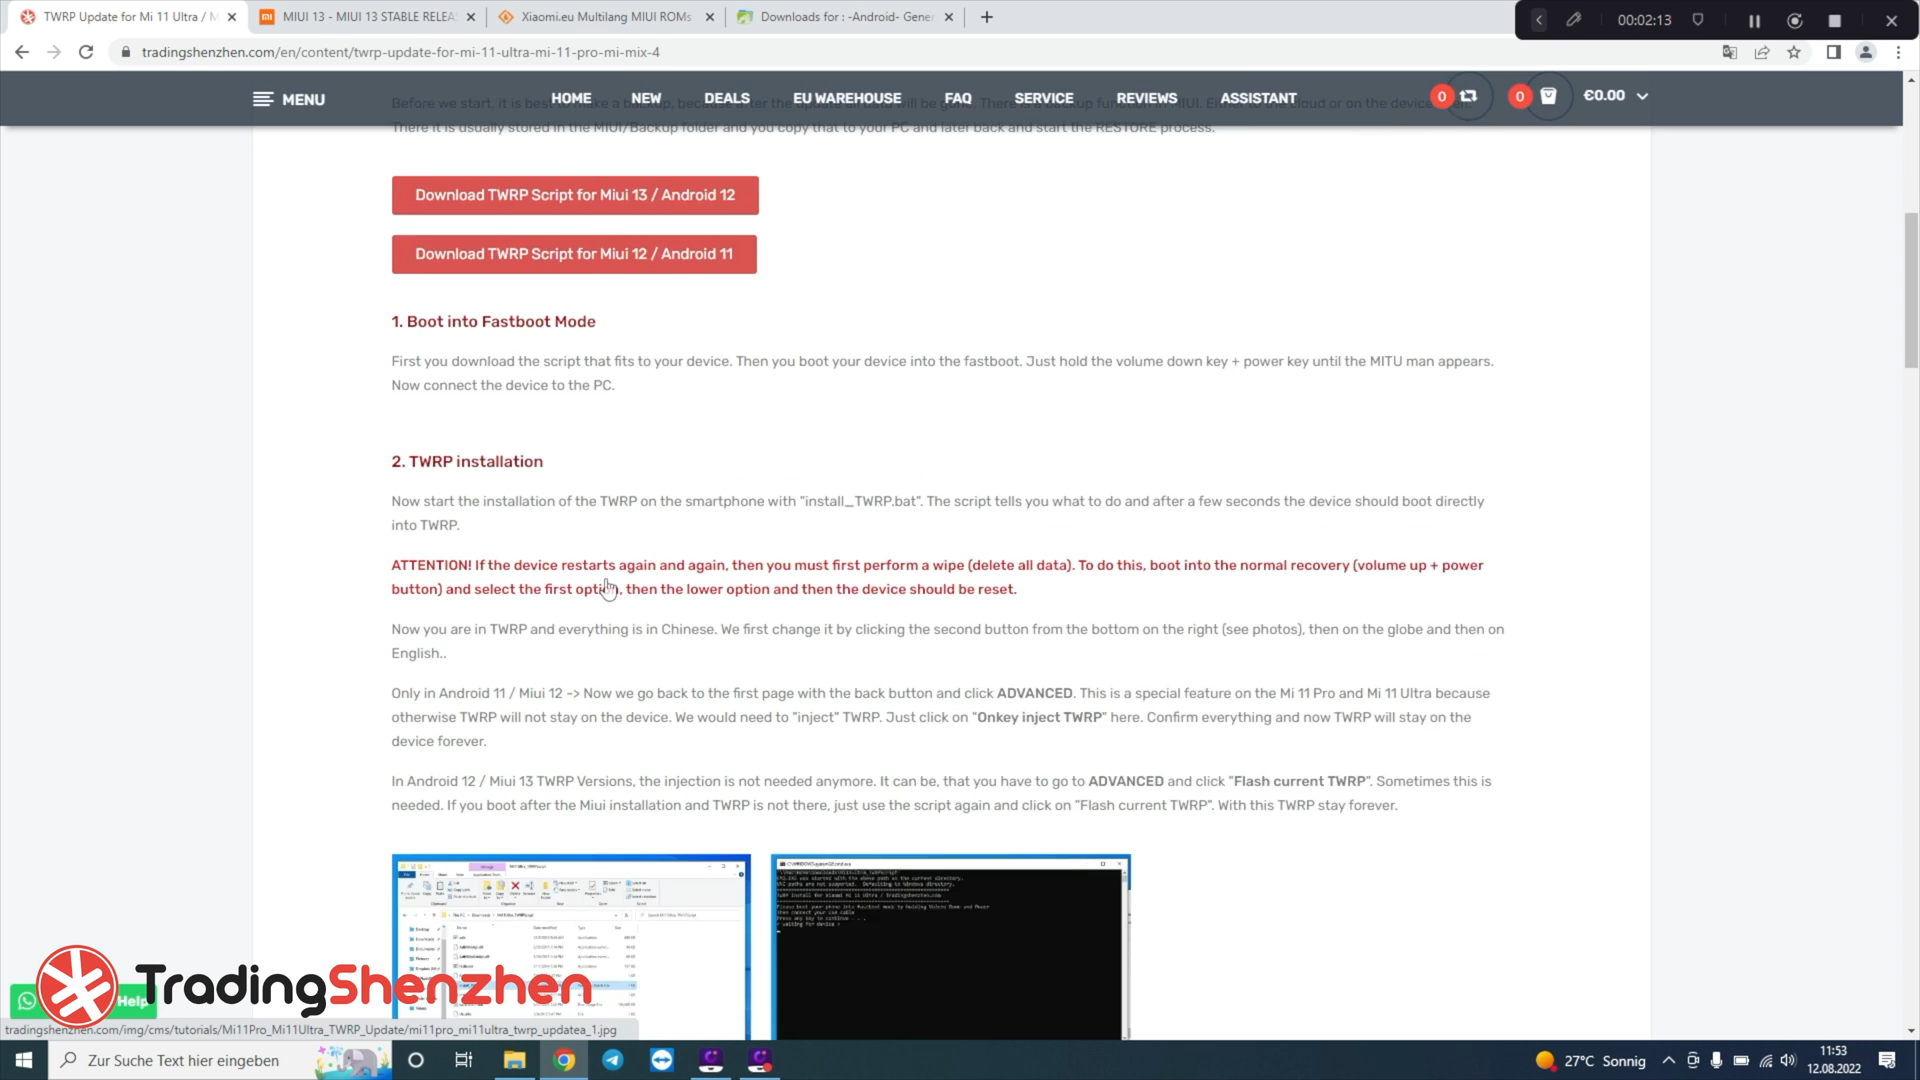 TWRP Update for Mi 11 Ultra / M
MIUI 13 - MIUI 13 STABLE RELEAS
Xiaomi.eu Multilang MIUI ROMs
Downloads for : -Android- Gener
00:02:13
tradingshenzhen.com/en/content/twrp-update-for-mi-11-ultra-mi-11-pro-mi-mix-4
MENU
HOME
NEW
DEALS
EU WAREHOUSE
FAQ
SERVICE
REVIEWS
ASSISTANT
0
0
€0.00
There it is usually stored in the MIUI/Backup folder and you copy that to your PC and later back and start the RESTORE process.
Download TWRP Script for Miui 13 / Android 12
Download TWRP Script for Miui 12 / Android 11
1. Boot into Fastboot Mode
First you download the script that fits to your device. Then you boot your device into the fastboot. Just hold the volume down key + power key until the MITU man appears.
Now connect the device to the PC.
2. TWRP installation
Now start the installation of the TWRP on the smartphone with "install_TWRP.bat". The script tells you what to do and after a few seconds the device should boot directly
into TWRP.
ATTENTION! If the device restarts again and again, then you must first perform a wipe (delete all data). To do this, boot into the normal recovery (volume up + power
button) and select the first option, then the lower option and then the device should be reset.
Now you are in TWRP and everything is in Chinese. We first change it by clicking the second button from the bottom on the right (see photos), then on the globe and then on
English..
Only in Android 11 / Miui 12 -> Now we go back to the first page with the back button and click ADVANCED. This is a special feature on the Mi 11 Pro and Mi 11 Ultra because
otherwise TWRP will not stay on the device. We would need to "inject" TWRP. Just click on "Onkey inject TWRP" here. Confirm everything and now TWRP will stay on the
device forever.
In Android 12 / Miui 13 TWRP Versions, the injection is not needed anymore. It can be, that you have to go to ADVANCED and click "Flash current TWRP". Sometimes this is
needed. If you boot after the Miui installation and TWRP is not there, just use the script again and click on "Flash current TWRP". With this TWRP stay forever.
TradingShenzhen
Help
tradingshenzhen.com/img/cms/tutorials/Mi11Pro_Mi11Ultra_TWRP_Update/mi11pro_mi11ultra_twrp_updatea_1.jpg
Zur Suche Text hier eingeben
27°C Sonnig
11:53
12.08.2022